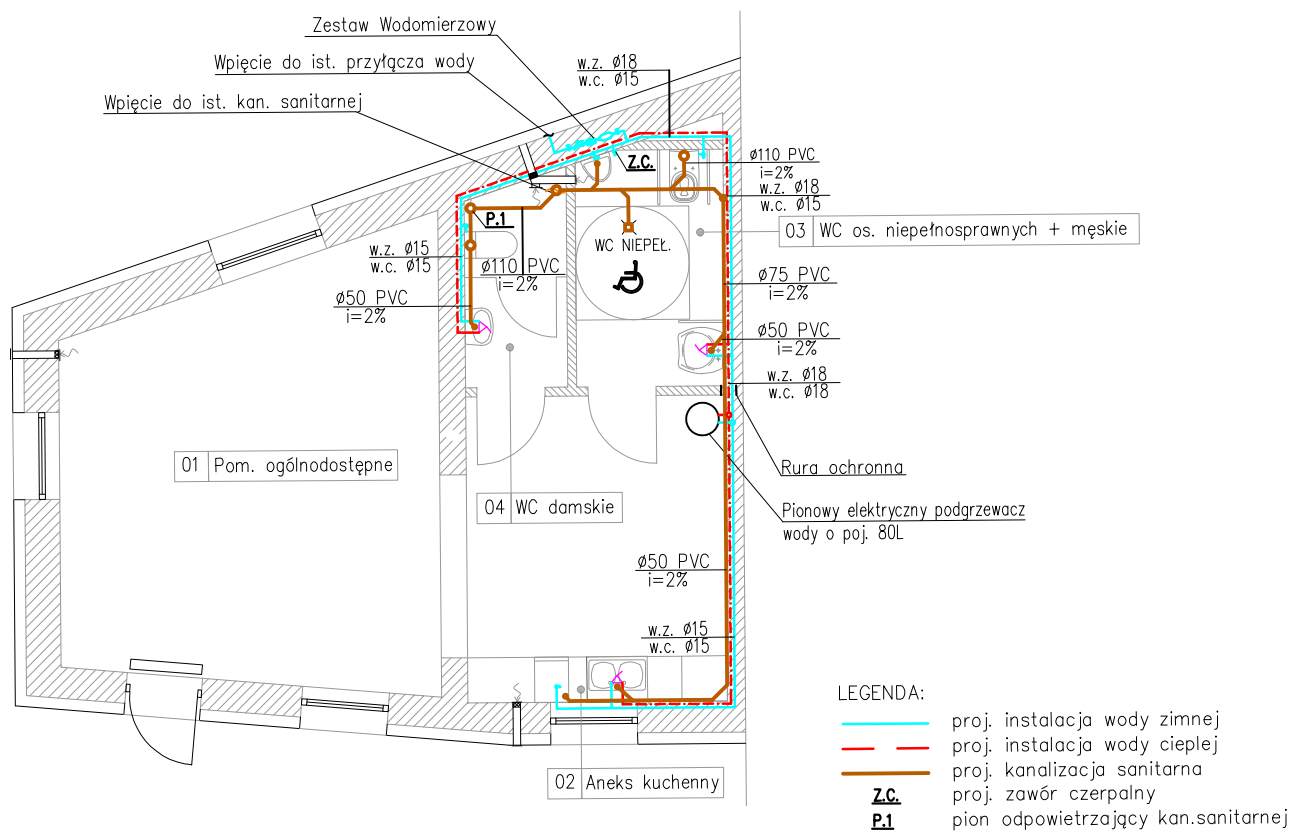 Zestaw Wodomierzowy
Wpięcie do ist. przyłącza wody
Wpięcie do ist. kan. sanitarnej
w.z. ø18
w.c. ø15
Z.C.
ø110 PVC
i=2%
w.z. ø18
w.c. ø15
P.1
03 WC os. niepełnosprawnych + męskie
WC NIEPEŁ.
w.z. ø15
w.c. ø15
ø110 PVC
i=2%
ø75 PVC
i=2%
ø50 PVC
i=2%
ø50 PVC
i=2%
w.z. ø18
w.c. ø18
01 Pom. ogólnodostępne
Rura ochronna
04 WC damskie
Pionowy elektryczny podgrzewacz
wody o poj. 80L
ø50 PVC
i=2%
w.z. ø15
w.c. ø15
02 Aneks kuchenny
LEGENDA:
proj. instalacja wody zimnej
proj. instalacja wody cieplej
proj. kanalizacja sanitarna
Z.C. proj. zawór czerpalny
P.1 pion odpowietrzający kan.sanitarnej